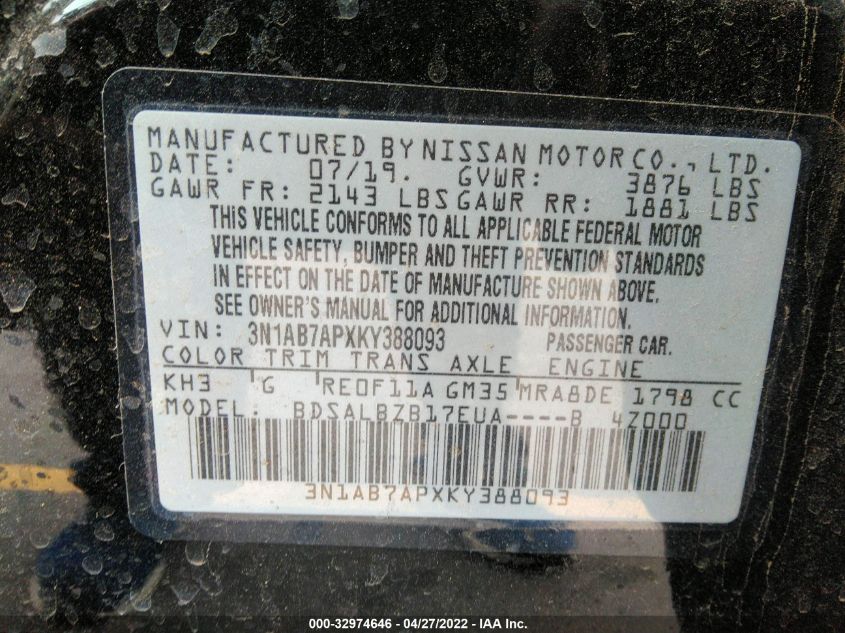 MANUFACTURED BY NISSAN MOTOR CO., LTD.
DATE: 07/19. GVWR: 3876 LBS
GAWR FR: 2143 LBS GAWR RR: 1881 LBS
THIS VEHICLE CONFORMS TO ALL APPLICABLE FEDERAL MOTOR
VEHICLE SAFETY, BUMPER AND THEFT PREVENTION STANDARDS
IN EFFECT ON THE DATE OF MANUFACTURE SHOWN ABOVE.
SEE OWNER'S MANUAL FOR ADDITIONAL INFORMATION.
VIN: 3N1AB7APXKY388093 PASSENGER CAR.
COLOR TRIM TRANS AXLE ENGINE
KH3 G RE0F11A GM35 MRA8DE 1798 CC
MODEL: BDSALBZB17EUA----B 4Z000
3N1AB7APXKY388093
000-32974646 - 04/27/2022 - IAA Inc.